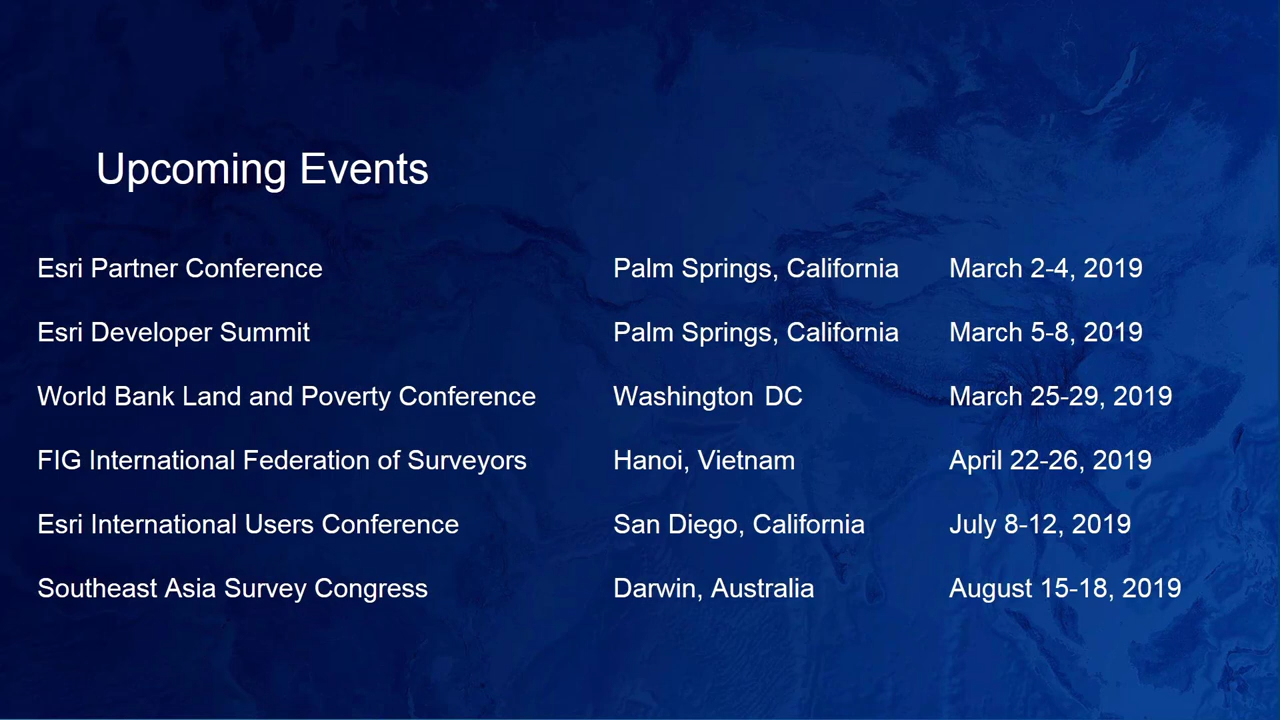 Upcoming Events
Esri Partner Conference Palm Springs, California March 2-4, 2019
Esri Developer Summit Palm Springs, California March 5-8, 2019
World Bank Land and Poverty Conference Washington DC March 25-29, 2019
FIG International Federation of Surveyors Hanoi, Vietnam April 22-26, 2019
Esri International Users Conference San Diego, California July 8-12, 2019
Southeast Asia Survey Congress Darwin, Australia August 15-18, 2019